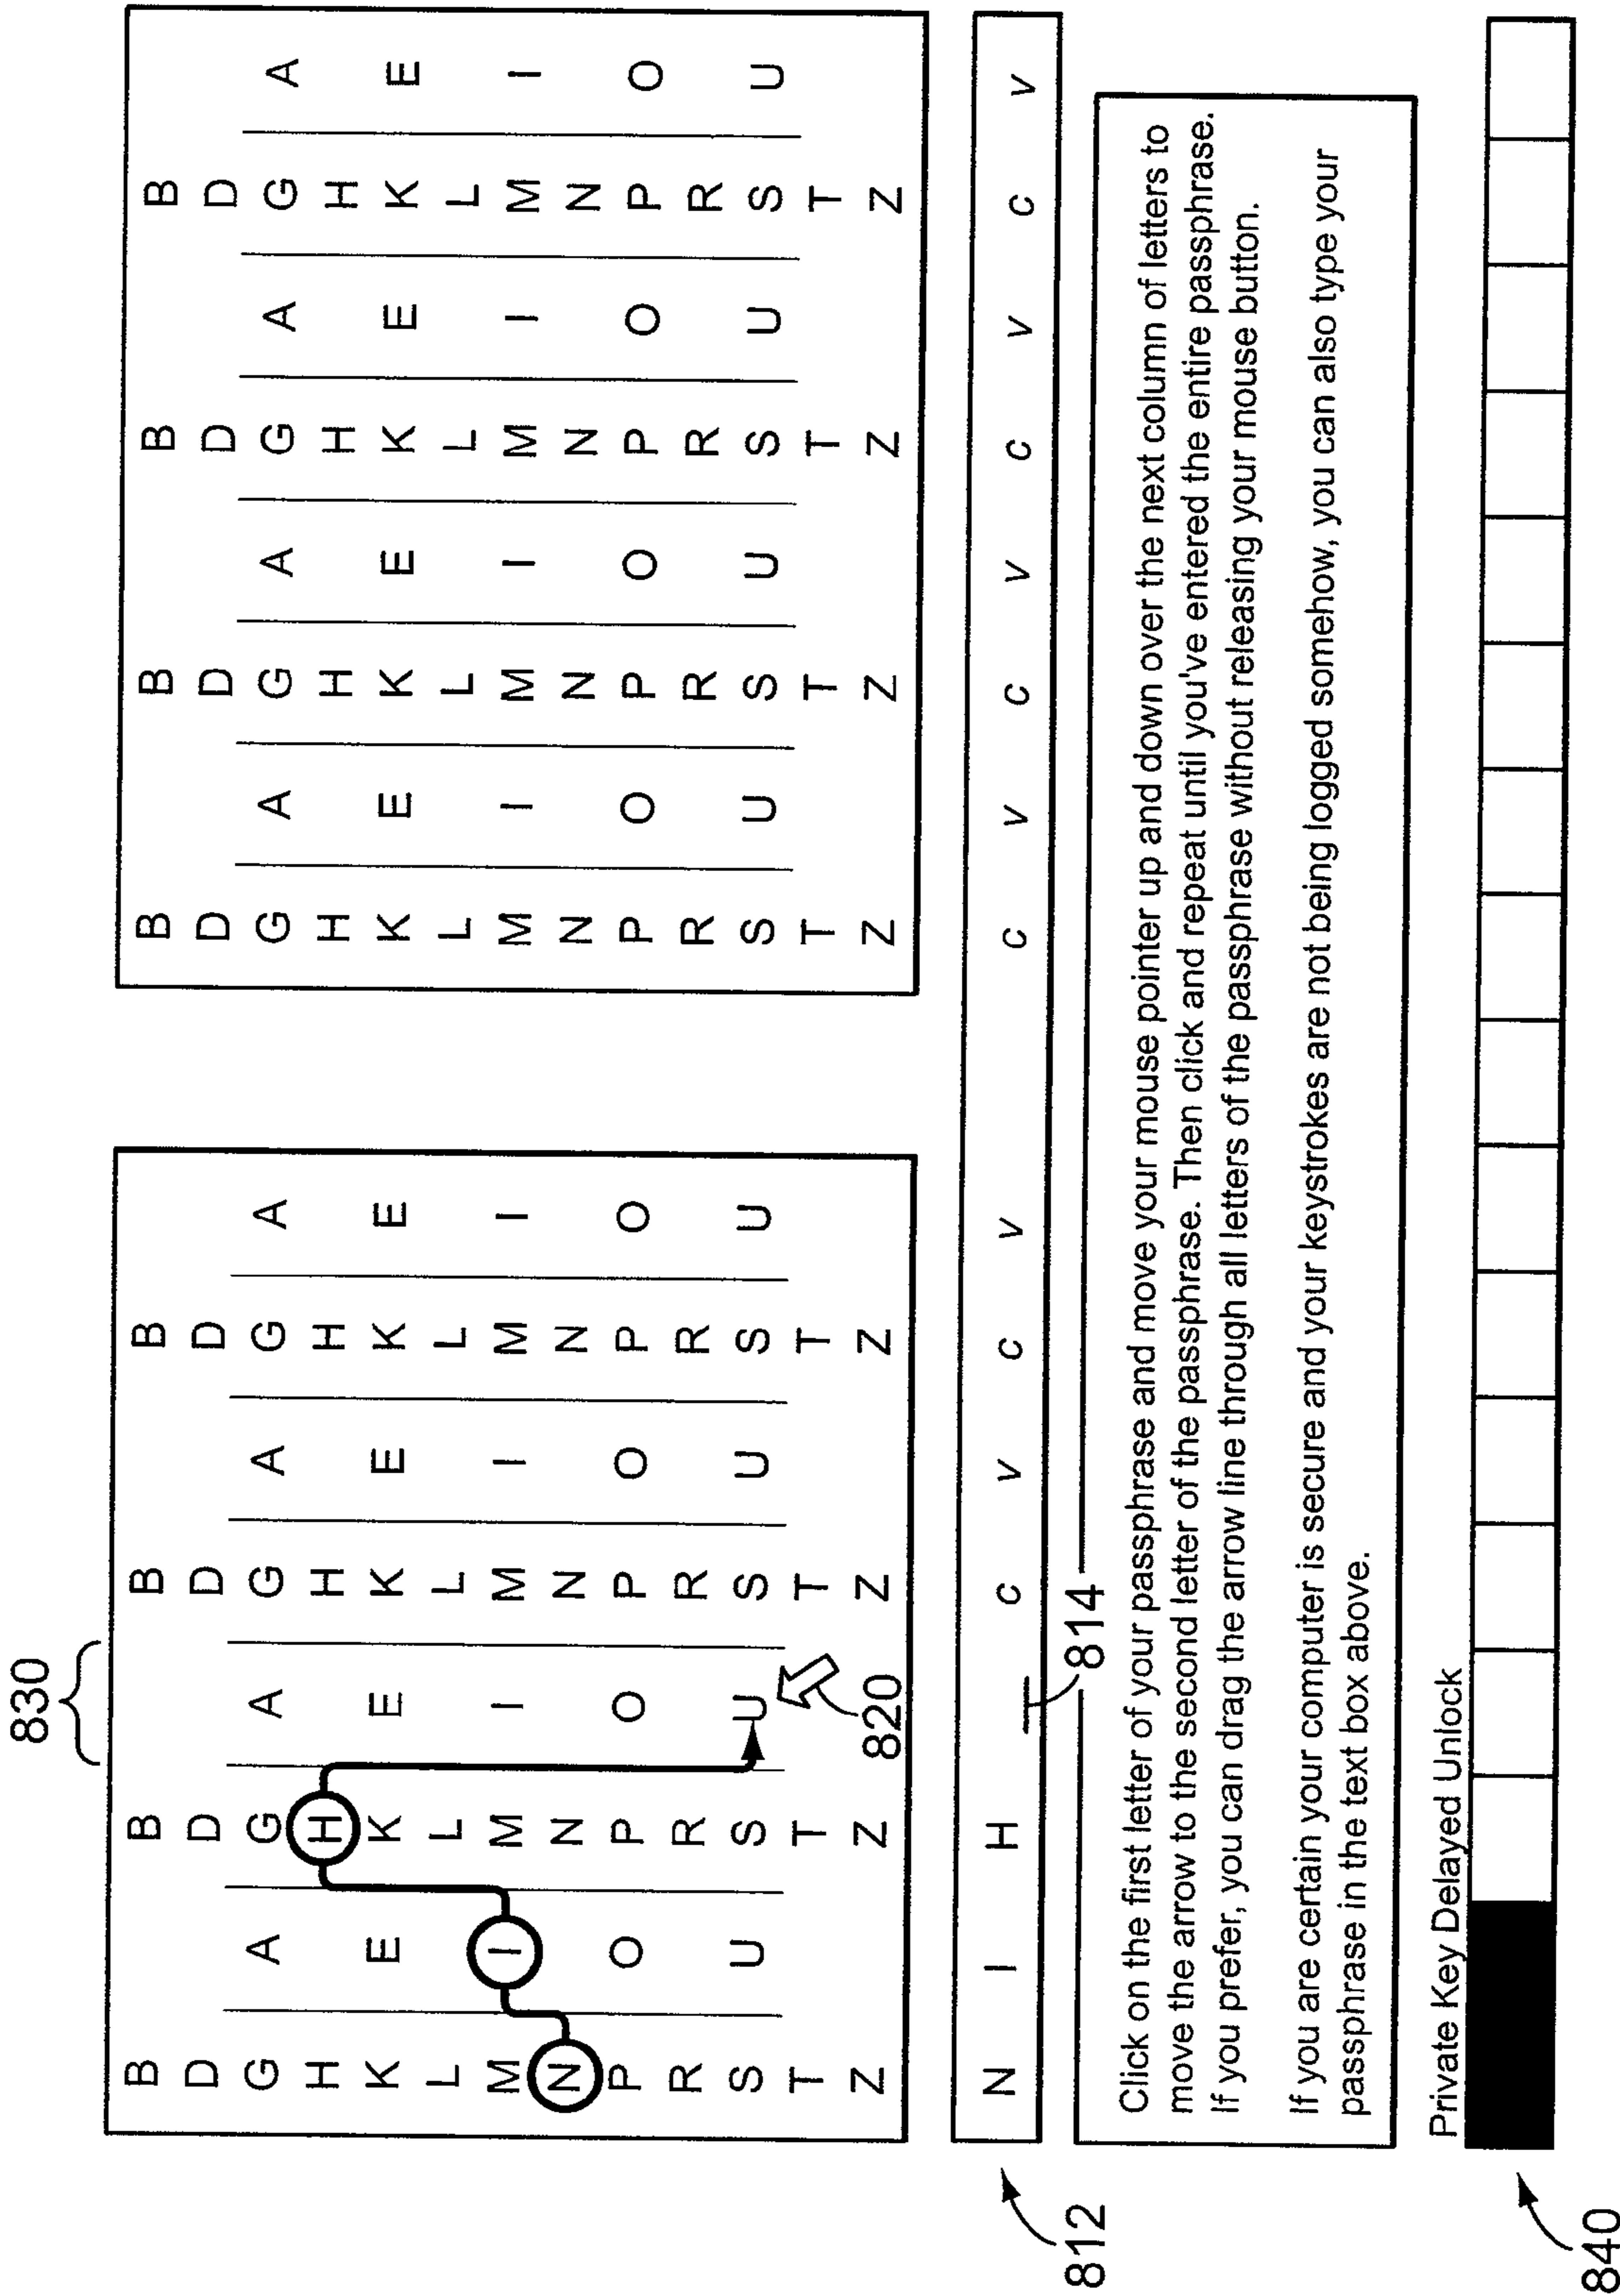 830
B B B B B B B B
D D D D D D D D
G A G A G A G A G A G A G A G A
H H H H H H H H
K E K E K E K E K E K E K E K E
L L L L L L L L
M I M I M I M I M I M I M I M I
N N N N N N N N
P O P O P O P O P O P O P O P O
R R R R R R R R
S U S U S U S U S U S U S U S U
T T T T T T T T
Z Z Z Z Z Z Z Z
820
N I H _ c v c v c v c v c v c v
812
814
Click on the first letter of your passphrase and move your mouse pointer up and down over the next column of letters to
move the arrow to the second letter of the passphrase. Then click and repeat until you've entered the entire passphrase.
If you prefer, you can drag the arrow line through all letters of the passphrase without releasing your mouse button.
If you are certain your computer is secure and your keystrokes are not being logged somehow, you can also type your
passphrase in the text box above.
Private Key Delayed Unlock
840